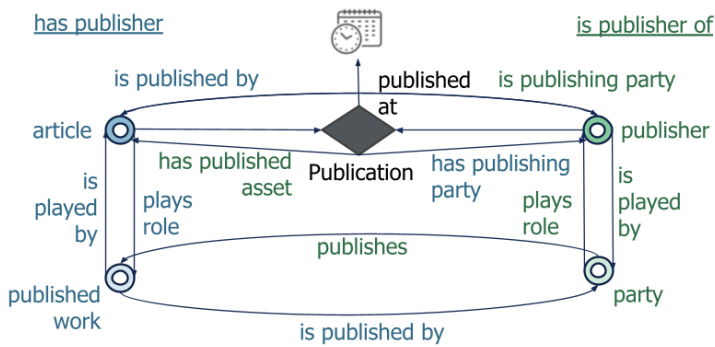 has publisher
is publisher of
is published by
published
at
is publishing party
article
publisher
has published
asset
Publication
has publishing
party
is
played
by
plays
role
plays
role
is
played
by
publishes
published
work
party
is published by